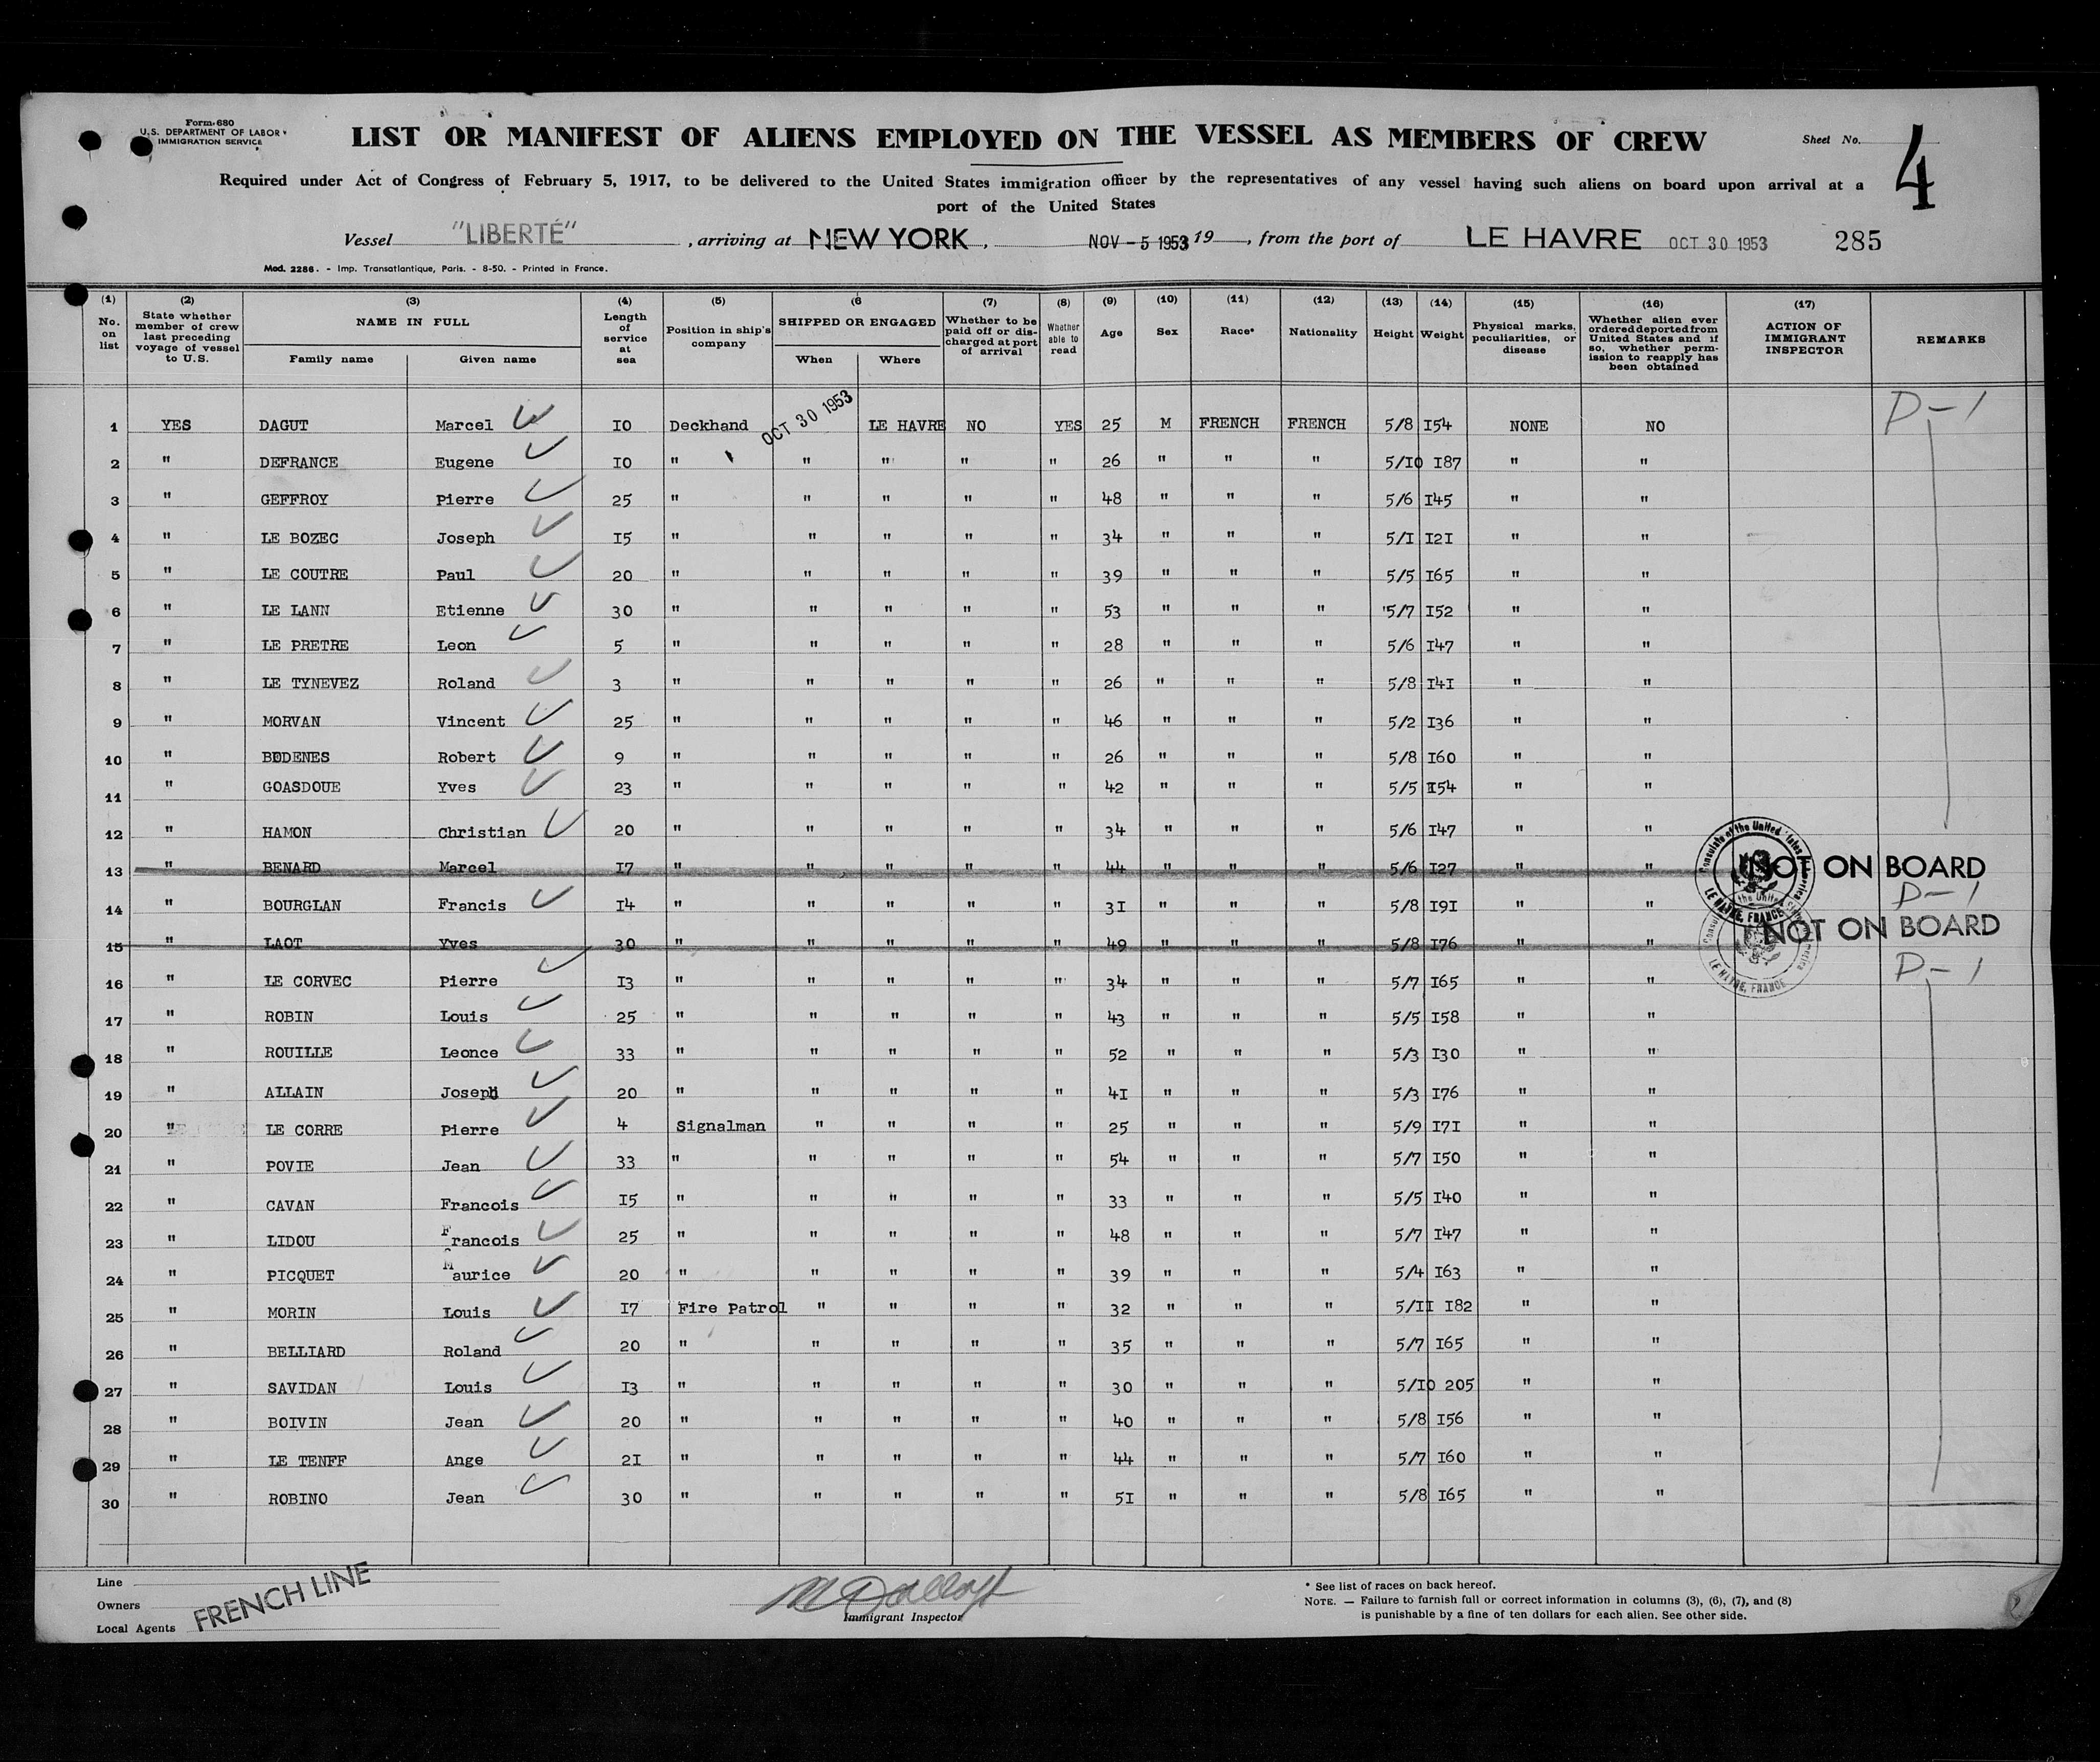 Form 680
U.S. DEPARTMENT OF LABOR
IMMIGRATION SERVICE
LIST OR MANIFEST OF ALIENS EMPLOYED ON THE VESSEL AS MEMBERS OF CREW
Sheet No. 4
Required under Act of Congress of February 5, 1917, to be delivered to the United States immigration officer by the representatives of any vessel having such aliens on board upon arrival at a
port of the United States
Vessel "LIBERTÉ", arriving at NEW YORK, NOV - 5 1953 19, from the port of LE HAVRE OCT 30 1953 285
Mod. 2286. - Imp. Transatlantique, Paris. - 8-50. - Printed in France.
(1) No. on list (2) State whether member of crew last preceding voyage of vessel to U.S. (3) NAME IN FULL Family name Given name (4) Length of service at sea (5) Position in ship's company (6 SHIPPED OR ENGAGED When Where (7) Whether to be paid off or discharged at port of arrival (8) Whether able to read (9) Age (10) Sex (11) Race* (12) Nationality (13) Height (14) Weight (15) Physical marks, peculiarities, or disease (16) Whether alien ever ordered deported from United States and if so, whether permission to reapply has been obtained (17) ACTION OF IMMIGRANT INSPECTOR REMARKS
1 YES DAGUT Marcel 10 Deckhand OCT 30 1953 LE HAVRE NO YES 25 M FRENCH FRENCH 5/8 154 NONE NO D-1
2 " DEFRANCE Eugene 10 " " " " " 26 " " " 5/10 187 " "
3 " GEFFROY Pierre 25 " " " " " 48 " " " 5/6 145 " "
4 " LE BOZEC Joseph 15 " " " " " 34 " " " 5/1 121 " "
5 " LE COUTRE Paul 20 " " " " " 39 " " " 5/5 165 " "
6 " LE LANN Etienne 30 " " " " " 53 " " " 5/7 152 " "
7 " LE PRETRE Leon 5 " " " " " 28 " " " 5/6 147 " "
8 " LE TYNEVEZ Roland 3 " " " " " 26 " " " 5/8 141 " "
9 " MORVAN Vincent 25 " " " " " 46 " " " 5/2 136 " "
10 " BODENES Robert 9 " " " " " 26 " " " 5/8 160 " "
11 " GOASDOUE Yves 23 " " " " " 42 " " " 5/5 154 " "
12 " HAMON Christian 20 " " " " " 34 " " " 5/6 147 " "
13 " BENARD Marcel 17 " " " " " 44 " " " 5/6 127 " " NOT ON BOARD
14 " BOURGLAN Francis 14 " " " " " 31 " " " 5/8 191 " " D-1
15 " LAOT Yves 30 " " " " " 49 " " " 5/8 176 " " NOT ON BOARD
16 " LE CORVEC Pierre 13 " " " " " 34 " " " 5/7 165 " " D-1
17 " ROBIN Louis 25 " " " " " 43 " " " 5/5 158 " "
18 " ROUILLE Leonce 33 " " " " " 52 " " " 5/3 130 " "
19 " ALLAIN Joseph 20 " " " " " 41 " " " 5/3 176 " "
20 " LE CORRE Pierre 4 Signalman " " " " 25 " " " 5/9 171 " "
21 " POVIE Jean 33 " " " " " 54 " " " 5/7 150 " "
22 " CAVAN Francois 15 " " " " " 33 " " " 5/5 140 " "
23 " LIDOU Francois 25 " " " " " 48 " " " 5/7 147 " "
24 " PICQUET Maurice 20 " " " " " 39 " " " 5/4 163 " "
25 " MORIN Louis 17 Fire Patrol " " " " 32 " " " 5/11 182 " "
26 " BELLIARD Roland 20 " " " " " 35 " " " 5/7 165 " "
27 " SAVIDAN Louis 13 " " " " " 30 " " " 5/10 205 " "
28 " BOIVIN Jean 20 " " " " " 40 " " " 5/8 156 " "
29 " LE TENFF Ange 21 " " " " " 44 " " " 5/7 160 " "
30 " ROBINO Jean 30 " " " " " 51 " " " 5/8 165 " "
Consulate of the United States of America LE HAVRE, FRANCE
LE HAVRE, FRANCE
Line
Owners
Local Agents
FRENCH LINE
Immigrant Inspector
* See list of races on back hereof.
NOTE. — Failure to furnish full or correct information in columns (3), (6), (7), and (8)
is punishable by a fine of ten dollars for each alien. See other side.